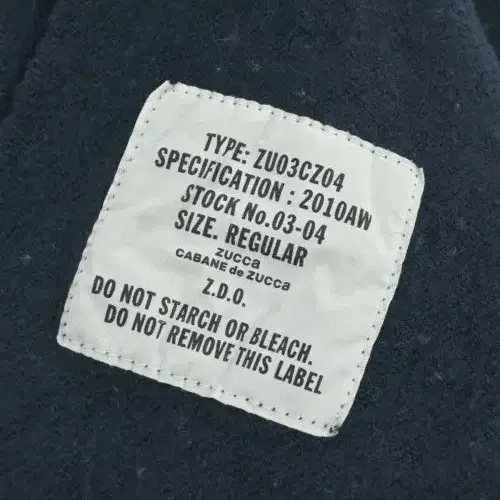 TYPE: ZU03CZ04
SPECIFICATION : 2010AW
STOCK No.03-04
SIZE. REGULAR
zucca
CABANE de zucca
Z.D.O.
DO NOT STARCH OR BLEACH.
DO NOT REMOVE THIS LABEL